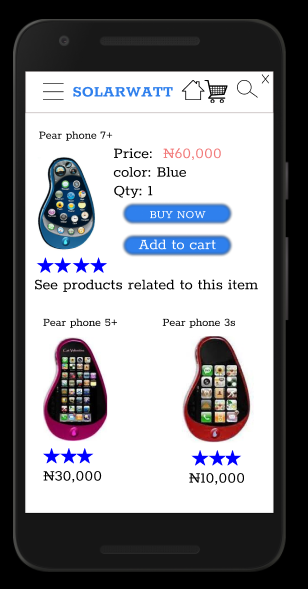 SOLARWATT
X
Pear phone 7+
Price: ₦60,000
color: Blue
Qty: 1
BUY NOW
Add to cart
See products related to this item
Pear phone 5+
Pear phone 3s
₦30,000
₦10,000